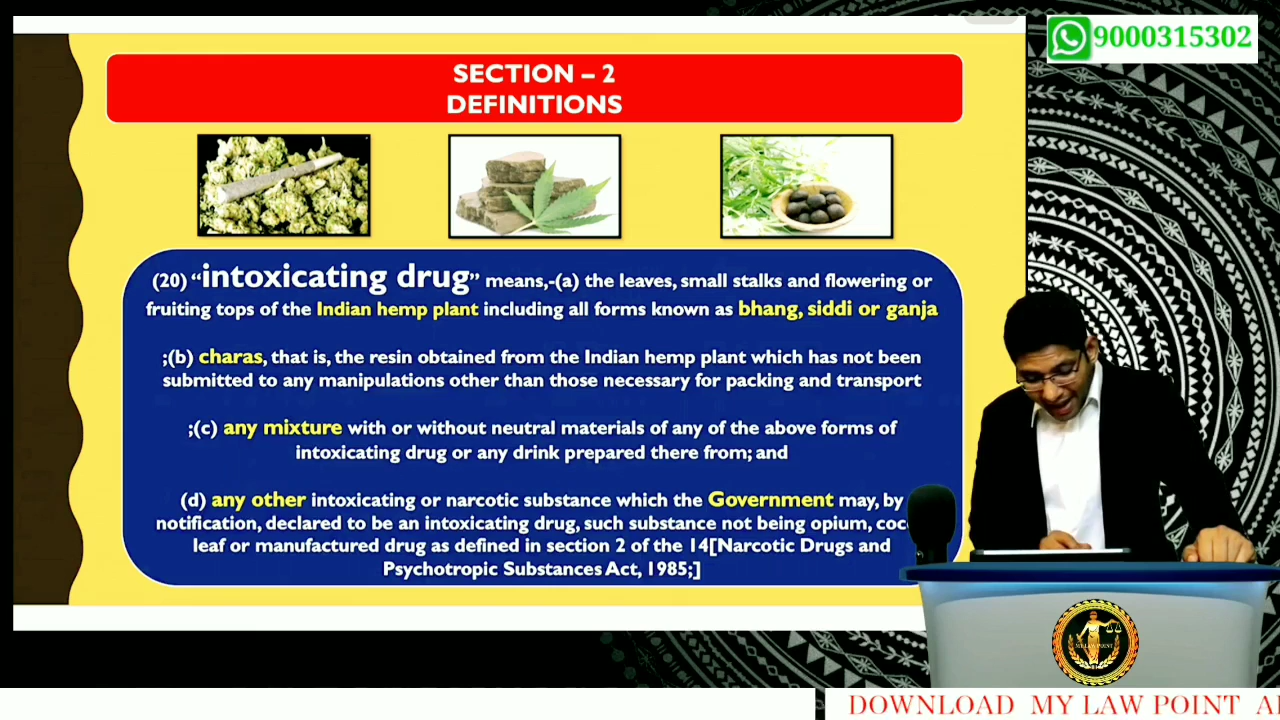 9000315302
SECTION – 2
DEFINITIONS
(20) “intoxicating drug” means,-(a) the leaves, small stalks and flowering or
fruiting tops of the Indian hemp plant including all forms known as bhang, siddi or ganja
;(b) charas, that is, the resin obtained from the Indian hemp plant which has not been
submitted to any manipulations other than those necessary for packing and transport
;(c) any mixture with or without neutral materials of any of the above forms of
intoxicating drug or any drink prepared there from; and
(d) any other intoxicating or narcotic substance which the Government may, by
notification, declared to be an intoxicating drug, such substance not being opium,
leaf or manufactured drug as defined in section 2 of the 14[Narcotic Drugs and
Psychotropic Substances Act, 1985;]
MY LAW POINT
DOWNLOAD MY LAW POINT